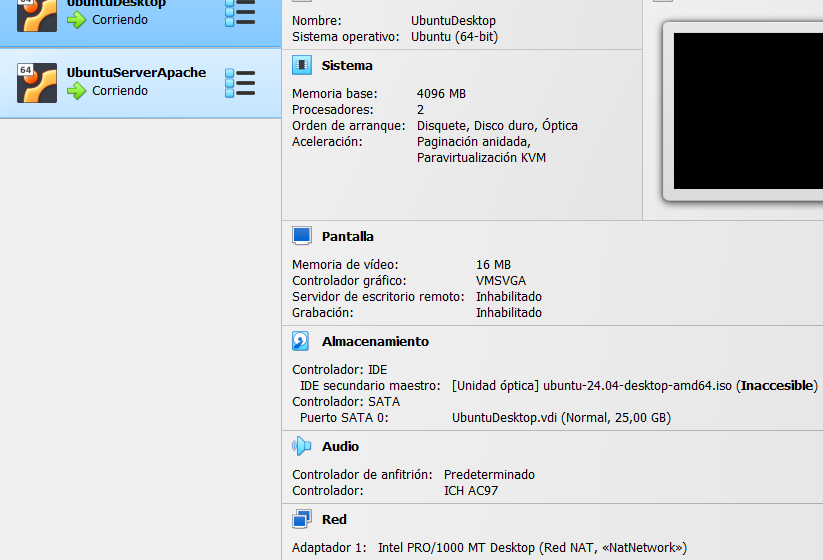 UbuntuDesktop
Corriendo
64
UbuntuServerApache
Corriendo
Nombre: UbuntuDesktop
Sistema operativo: Ubuntu (64-bit)
Sistema
Memoria base: 4096 MB
Procesadores: 2
Orden de arranque: Disquete, Disco duro, Óptica
Aceleración: Paginación anidada,
Paravirtualización KVM
Pantalla
Memoria de vídeo: 16 MB
Controlador gráfico: VMSVGA
Servidor de escritorio remoto: Inhabilitado
Grabación: Inhabilitado
Almacenamiento
Controlador: IDE
IDE secundario maestro: [Unidad óptica] ubuntu-24.04-desktop-amd64.iso (Inaccesible)
Controlador: SATA
Puerto SATA 0: UbuntuDesktop.vdi (Normal, 25,00 GB)
Audio
Controlador de anfitrión: Predeterminado
Controlador: ICH AC97
Red
Adaptador 1: Intel PRO/1000 MT Desktop (Red NAT, «NatNetwork»)